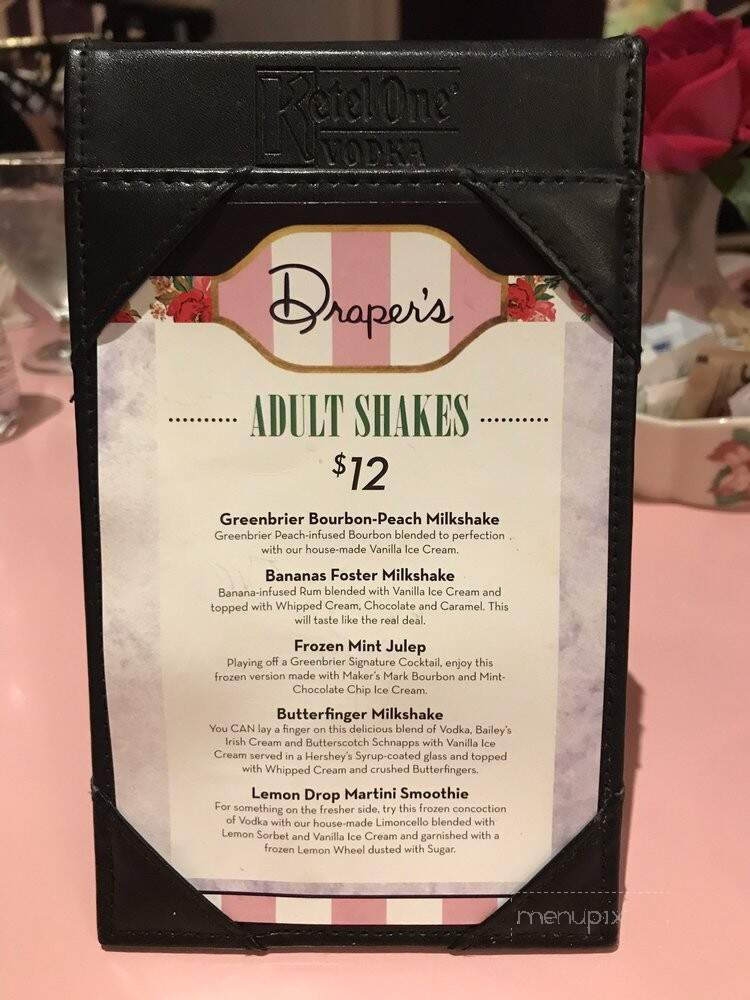 Ketel One®
VODKA
Draper's
ADULT SHAKES
$12
Greenbrier Bourbon-Peach Milkshake
Greenbrier Peach-infused Bourbon blended to perfection
with our house-made Vanilla Ice Cream.
Bananas Foster Milkshake
Banana-infused Rum blended with Vanilla Ice Cream and
topped with Whipped Cream, Chocolate and Caramel. This
will taste like the real deal.
Frozen Mint Julep
Playing off a Greenbrier Signature Cocktail, enjoy this
frozen version made with Maker's Mark Bourbon and Mint-
Chocolate Chip Ice Cream.
Butterfinger Milkshake
You CAN lay a finger on this delicious blend of Vodka, Bailey's
Irish Cream and Butterscotch Schnapps with Vanilla Ice
Cream served in a Hershey's Syrup-coated glass and topped
with Whipped Cream and crushed Butterfingers.
Lemon Drop Martini Smoothie
For something on the fresher side, try this frozen concoction
of Vodka with our house-made Limoncello blended with
Lemon Sorbet and Vanilla Ice Cream and garnished with a
frozen Lemon Wheel dusted with Sugar.
menupix